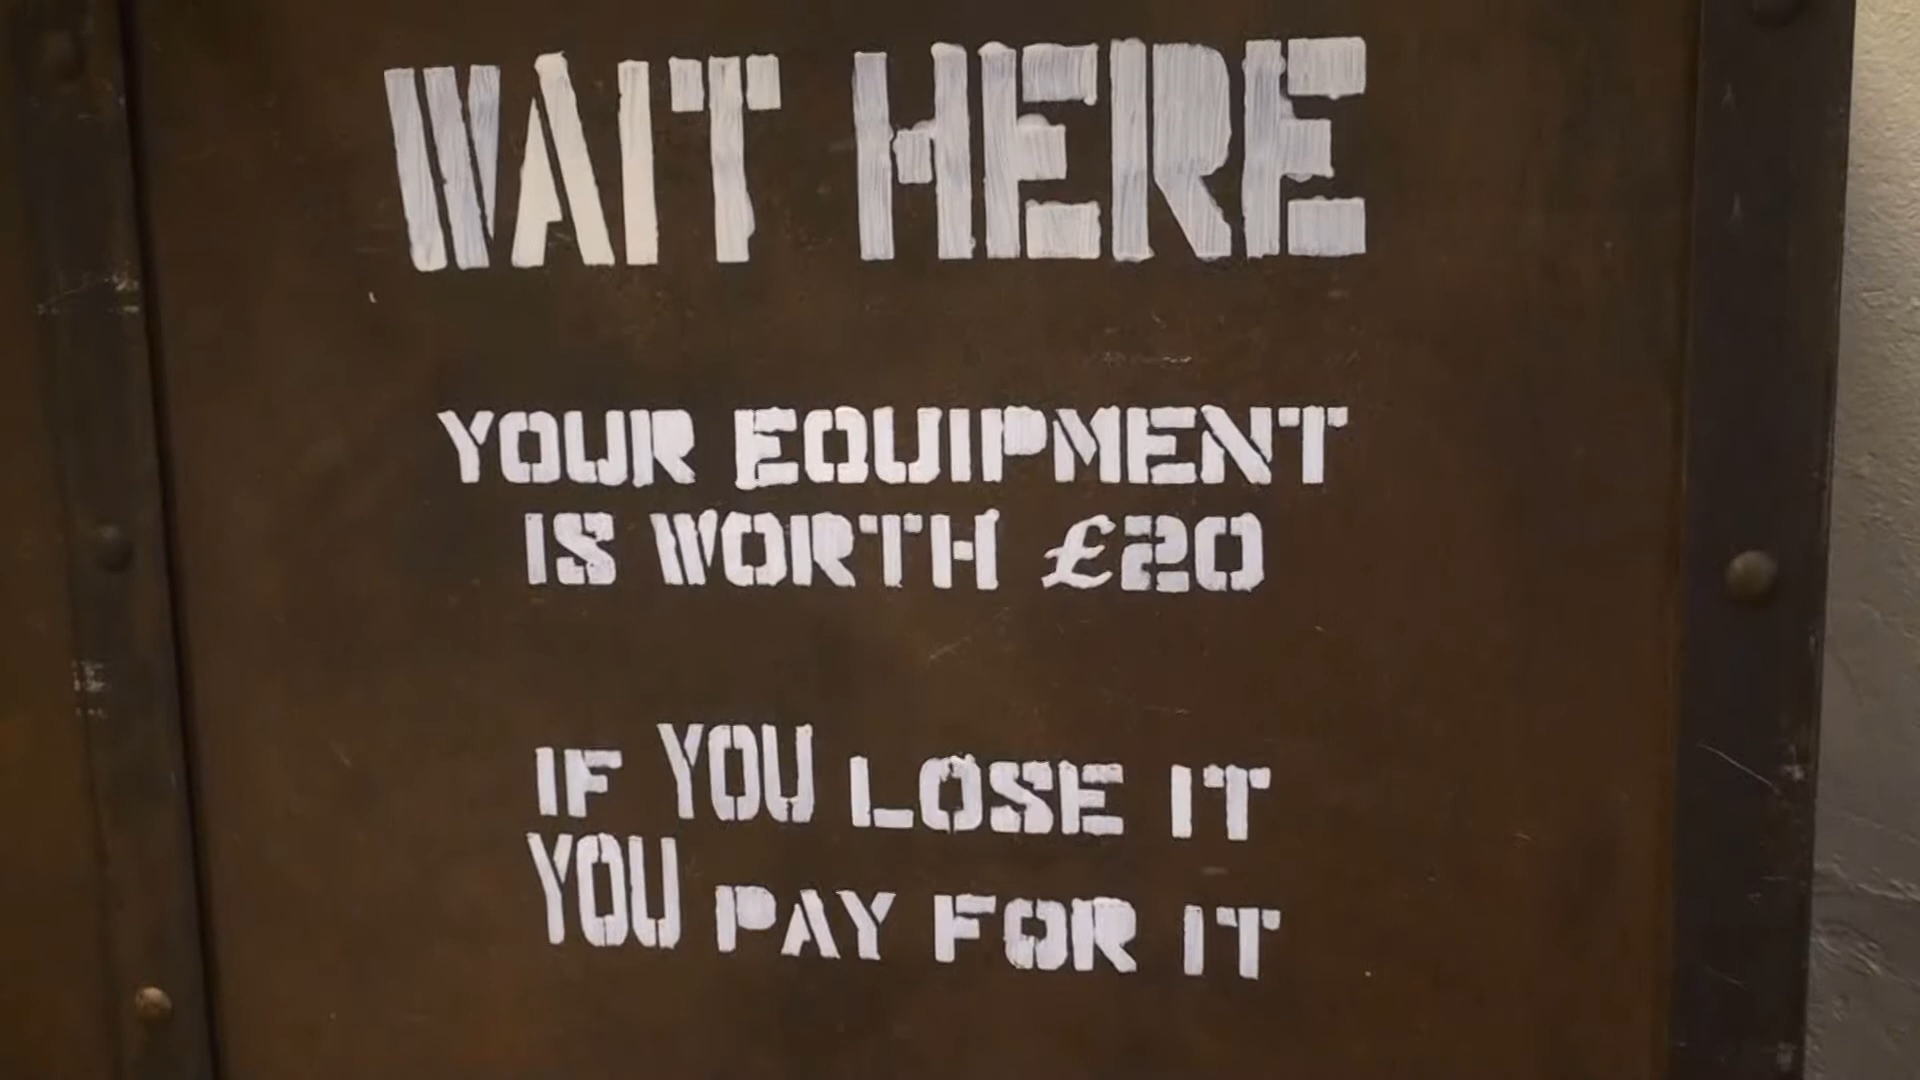 WAIT HERE
YOUR EQUIPMENT
IS WORTH £20
IF YOU LOSE IT
YOU PAY FOR IT